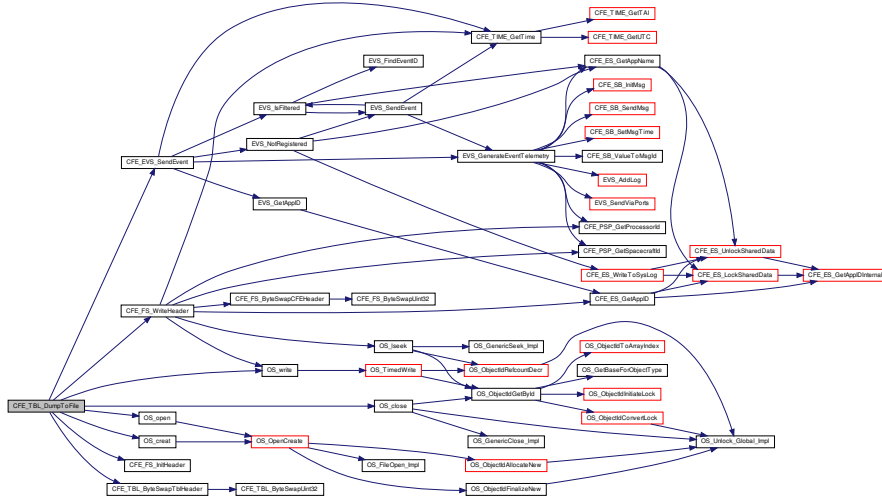 CFE_TIME_GetTAI
CFE_TIME_GetTime
CFE_TIME_GetUTC
EVS_FindEventID
CFE_ES_GetAppName
CFE_SB_InitMsg
EVS_IsFiltered
EVS_SendEvent
CFE_SB_SendMsg
CFE_SB_SetMsgTime
EVS_NotRegistered
CFE_EVS_SendEvent
EVS_GenerateEventTelemetry
CFE_SB_ValueToMsgId
EVS_AddLog
EVS_GetAppID
EVS_SendViaPorts
CFE_PSP_GetProcessorId
CFE_PSP_GetSpacecraftId
CFE_ES_UnlockSharedData
CFE_ES_WriteToSysLog
CFE_ES_LockSharedData
CFE_ES_GetAppIDInternal
CFE_FS_ByteSwapCFEHeader
CFE_FS_ByteSwapUint32
CFE_ES_GetAppID
CFE_FS_WriteHeader
OS_lseek
OS_GenericSeek_Impl
OS_ObjectIdToArrayIndex
OS_write
OS_TimedWrite
OS_ObjectIdRefcountDecr
OS_GetBaseForObjectType
OS_ObjectIdGetById
OS_ObjectIdInitiateLock
CFE_TBL_DumpToFile
OS_close
OS_open
OS_ObjectIdConvertLock
OS_creat
OS_OpenCreate
OS_GenericClose_Impl
OS_Unlock_Global_Impl
CFE_FS_InitHeader
OS_FileOpen_Impl
OS_ObjectIdAllocateNew
CFE_TBL_ByteSwapTblHeader
CFE_TBL_ByteSwapUint32
OS_ObjectIdFinalizeNew